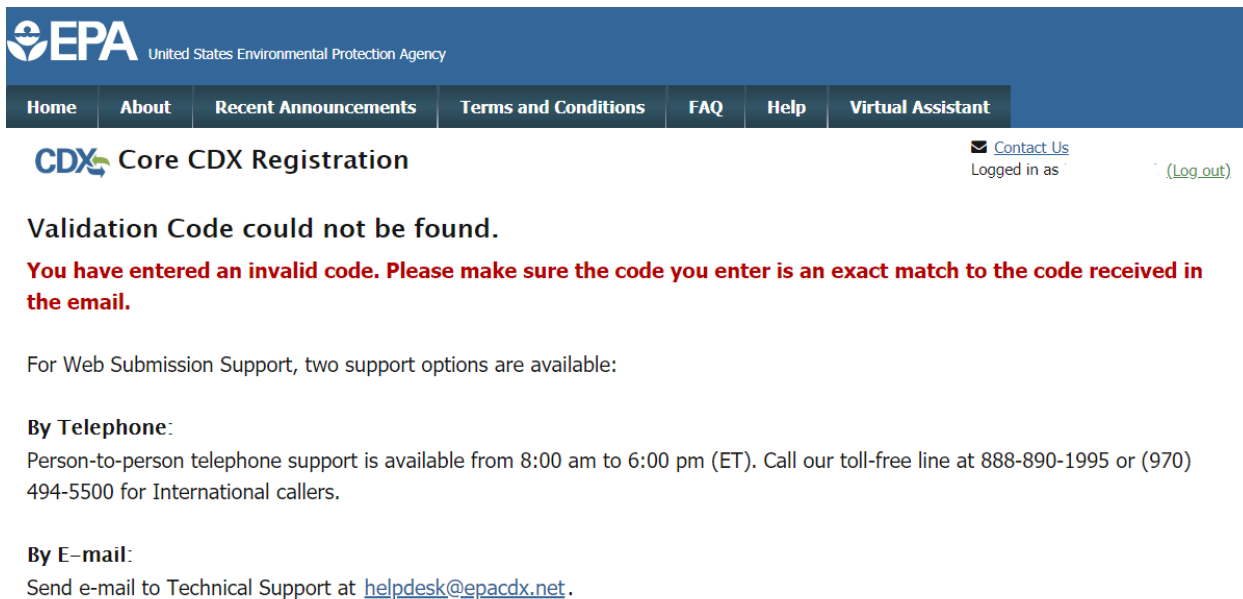 EPA United States Environmental Protection Agency
Home About Recent Announcements Terms and Conditions FAQ Help Virtual Assistant
CDX Core CDX Registration
Contact Us
Logged in as (Log out)
Validation Code could not be found.
You have entered an invalid code. Please make sure the code you enter is an exact match to the code received in
the email.
For Web Submission Support, two support options are available:
By Telephone:
Person-to-person telephone support is available from 8:00 am to 6:00 pm (ET). Call our toll-free line at 888-890-1995 or (970)
494-5500 for International callers.
By E-mail:
Send e-mail to Technical Support at helpdesk@epacdx.net.